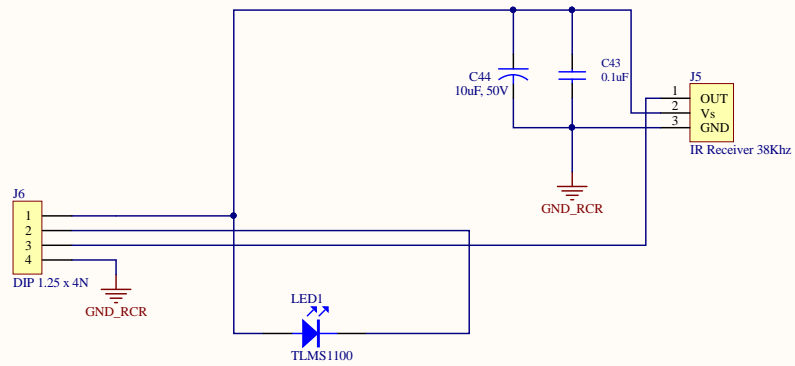 C44
10uF, 50V
C43
0.1uF
J5
1
OUT
2
Vs
3
GND
IR Receiver 38Khz
GND_RCR
J6
1
2
3
4
DIP 1.25 x 4N
GND_RCR
LED1
TLMS1100